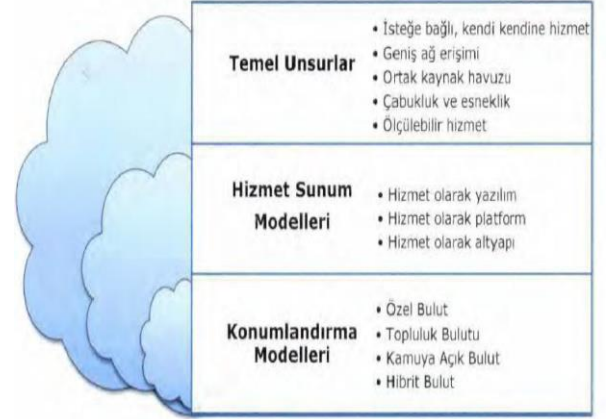 Temel Unsurlar
• İsteğe bağlı, kendi kendine hizmet
• Geniş ağ erişimi
• Ortak kaynak havuzu
• Çabukluk ve esneklik
• Ölçülebilir hizmet
Hizmet Sunum
Modelleri
• Hizmet olarak yazılım
• Hizmet olarak platform
• Hizmet olarak altyapı
Konumlandırma
Modelleri
• Özel Bulut
• Topluluk Bulutu
• Kamuya Açık Bulut
• Hibrit Bulut